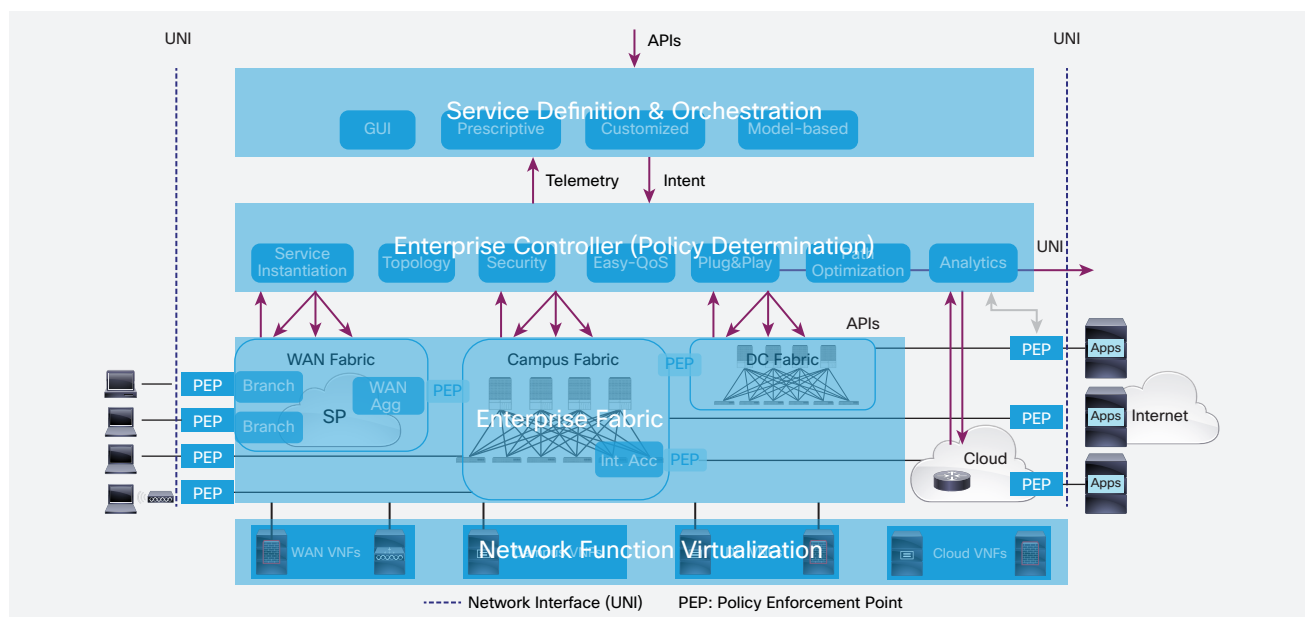 UNI
APIs
UNI
Service Definition & Orchestration
GUI
Prescriptive
Customized
Model-based
Telemetry
Intent
Enterprise Controller (Policy Determination)
UNI
Service
Instantiation
Topology
Security
Easy-QoS
Plug&Play
Path
Optimization
Analytics
APIs
WAN Fabric
Campus Fabric
DC Fabric
PEP
Apps
PEP
PEP
Branch
WAN
Agg
PEP
SP
Enterprise Fabric
PEP
Apps
Internet
PEP
Branch
PEP
Int. Acc
PEP
Cloud
PEP
PEP
Apps
Network Function Virtualization
WAN VNFs
VNFs
Cloud VNFs
Network Interface (UNI)
PEP: Policy Enforcement Point